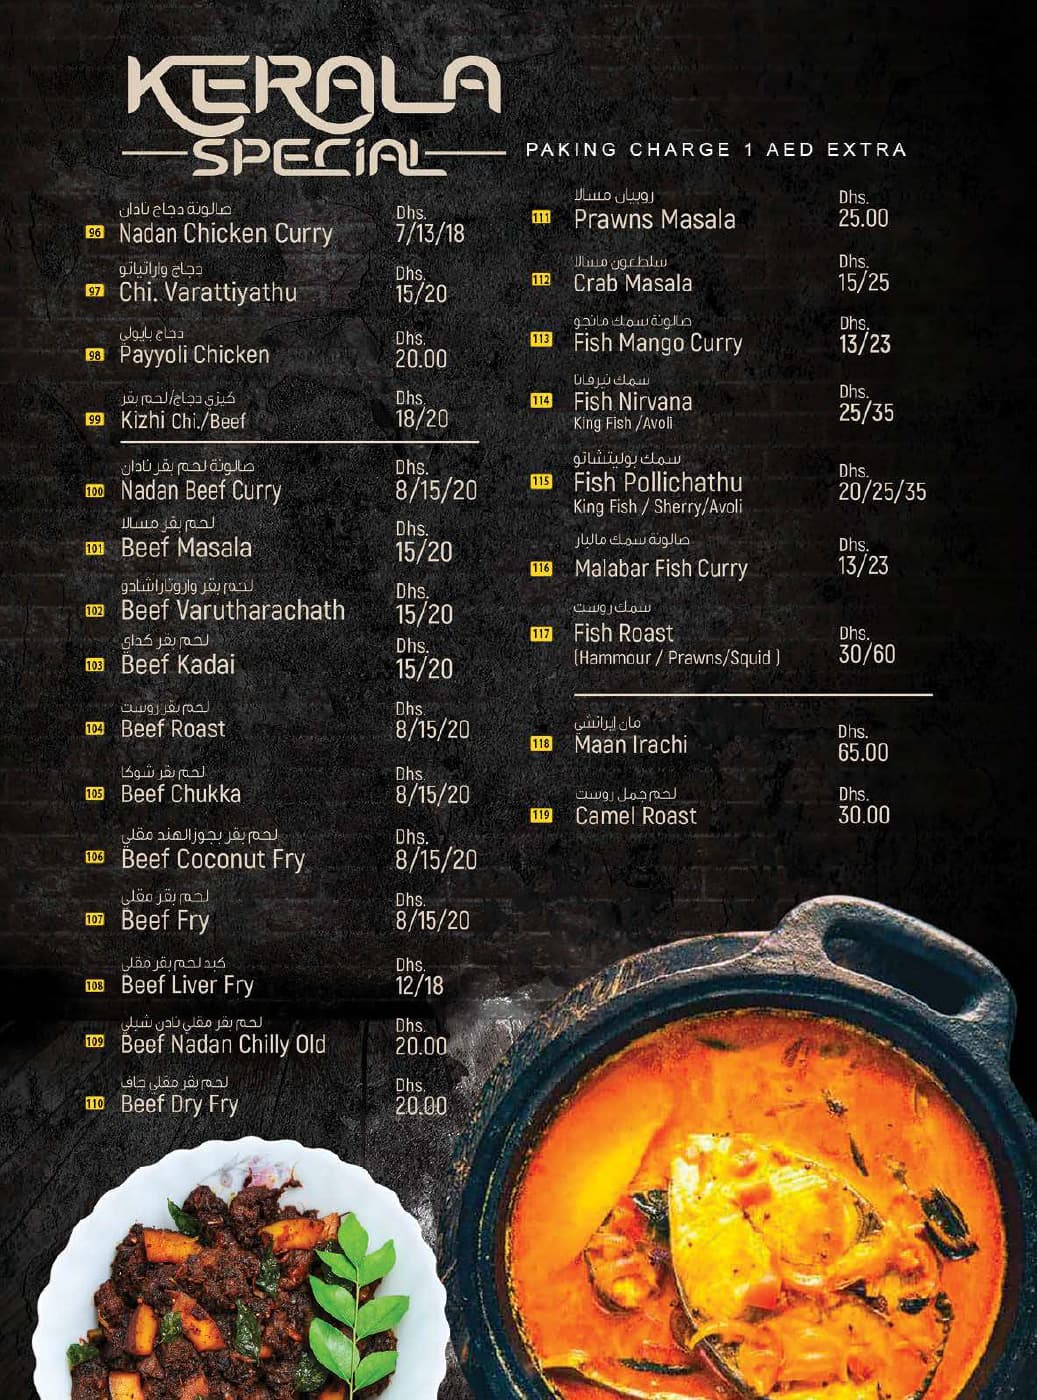 KERALA
SPECIAL
PAKING CHARGE 1 AED EXTRA
صالونة دجاج نادان
Dhs.
96 Nadan Chicken Curry 7/13/18
دجاج واراتياتو
Dhs.
97 Chi. Varattiyathu 15/20
دجاج بايولي
Dhs.
98 Payyoli Chicken 20.00
كيزي دجاج/لحم بقر
Dhs.
99 Kizhi Chi./Beef 18/20
صالونة لحم بقر نادان
Dhs.
100 Nadan Beef Curry 8/15/20
لحم بقر مسالا
Dhs.
101 Beef Masala 15/20
لحم بقر واروتاراشادو
Dhs.
102 Beef Varutharachath 15/20
لحم بقر كداي
Dhs.
103 Beef Kadai 15/20
لحم بقر روست
Dhs.
104 Beef Roast 8/15/20
لحم بقر شوكا
Dhs.
105 Beef Chukka 8/15/20
لحم بقر بجوزالهند مقلي
Dhs.
106 Beef Coconut Fry 8/15/20
لحم بقر مقلي
Dhs.
107 Beef Fry 8/15/20
كبد لحم بقر مقلي
Dhs.
108 Beef Liver Fry 12/18
لحم بقر مقلي نادن شيلي
Dhs.
109 Beef Nadan Chilly Old 20.00
لحم بقر مقلي جاف
Dhs.
110 Beef Dry Fry 20.00
روبيان مسالا
Dhs.
111 Prawns Masala 25.00
سلطعون مسالا
Dhs.
112 Crab Masala 15/25
صالونة سمك مانجو
Dhs.
113 Fish Mango Curry 13/23
سمك نيرفانا
Dhs.
114 Fish Nirvana 25/35
King Fish /Avoli
سمك بوليتشاتو
Dhs.
115 Fish Pollichathu 20/25/35
King Fish / Sherry/Avoli
صالونة سمك مالبار
Dhs.
116 Malabar Fish Curry 13/23
سمك روست
Dhs.
117 Fish Roast 30/60
(Hammour / Prawns/Squid )
مان إيراتشي
Dhs.
118 Maan Irachi 65.00
لحم جمل روست
Dhs.
119 Camel Roast 30.00